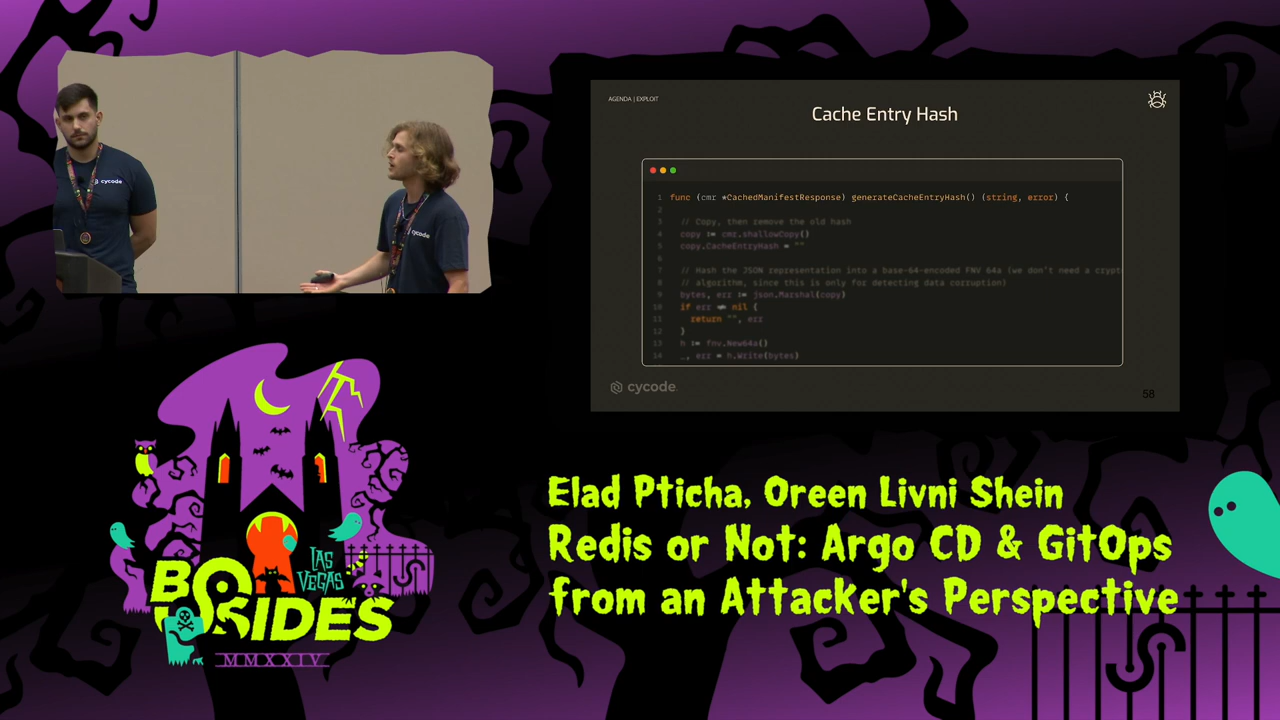 cycode
cycode
AGENDA | EXPLOIT
Cache Entry Hash
1 func (cmr *CachedManifestResponse) generateCacheEntryHash() (string, error) {
2
3 // Copy, then remove the old hash
4 copy := cmr.shallowCopy()
5 copy.CacheEntryHash = ""
6
7 // Hash the JSON representation into a base-64-encoded FNV 64a (we don't need a crypt
8 // algorithm, since this is only for detecting data corruption)
9 bytes, err := json.Marshal(copy)
10 if err ≠ nil {
11 return "", err
12 }
13 h := fnv.New64a()
14 _, err = h.Write(bytes)
cycode
58
LAS
VEGAS
BSIDES
MMXXIV
Elad Pticha, Oreen Livni Shein
Redis or Not: Argo CD & GitOps
from an Attacker's Perspective